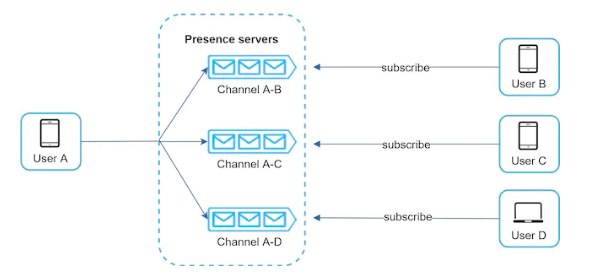 Presence servers
Channel A-B
subscribe
User B
User A
Channel A-C
subscribe
User C
Channel A-D
subscribe
User D